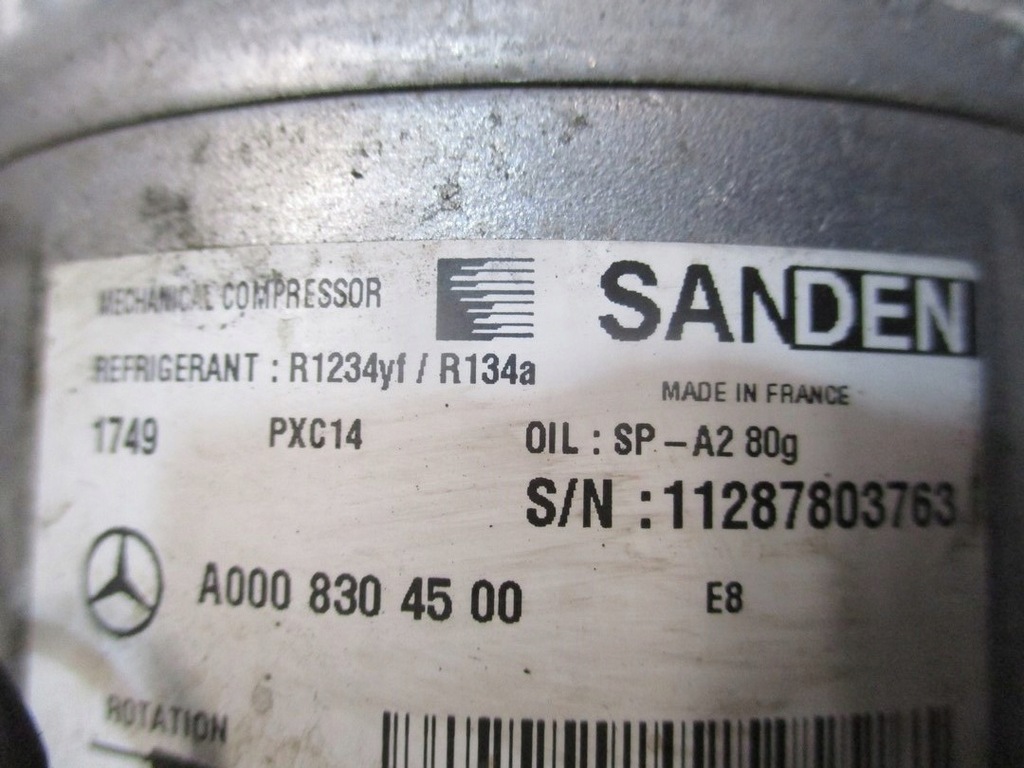 MECHANICAL COMPRESSOR
SANDEN
REFRIGERANT : R1234yf / R134a
MADE IN FRANCE
1749 PXC14 OIL : SP - A2 80g
S/N : 11287803763
A000 830 45 00 E8
ROTATION